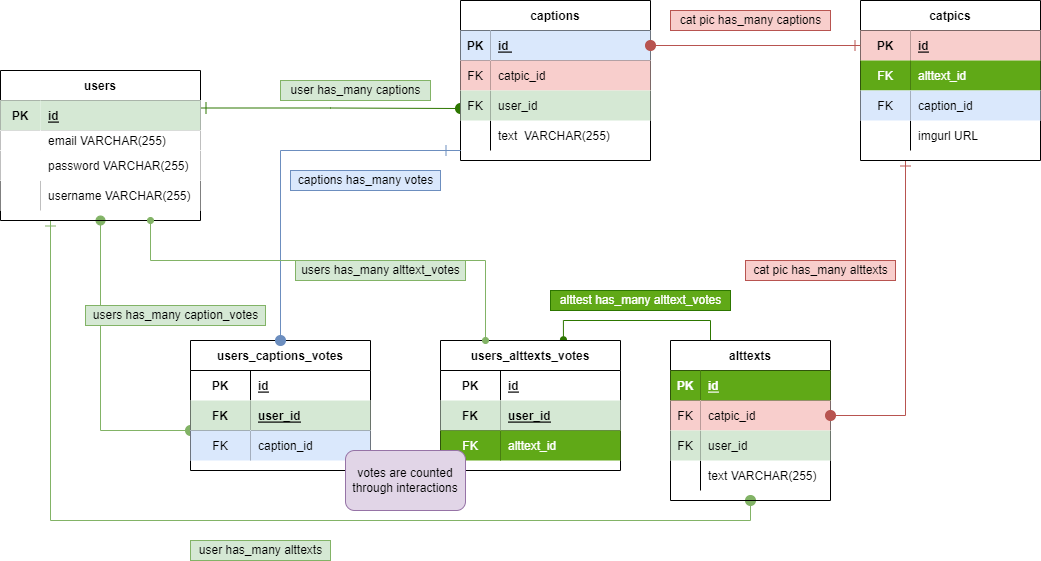 captions
PK id
FK catpic_id
FK user_id
text VARCHAR(255)
cat pic has_many captions
catpics
PK id
FK alttext_id
FK caption_id
imgurl URL
users
PK id
email VARCHAR(255)
password VARCHAR(255)
username VARCHAR(255)
user has_many captions
captions has_many votes
users has_many alttext_votes
cat pic has_many alttexts
alttest has_many alttext_votes
users has_many caption_votes
users_captions_votes
PK id
FK user_id
FK caption_id
users_alttexts_votes
PK id
FK user_id
FK alttext_id
alttexts
PK id
FK catpic_id
FK user_id
text VARCHAR(255)
votes are counted
through interactions
user has_many alttexts